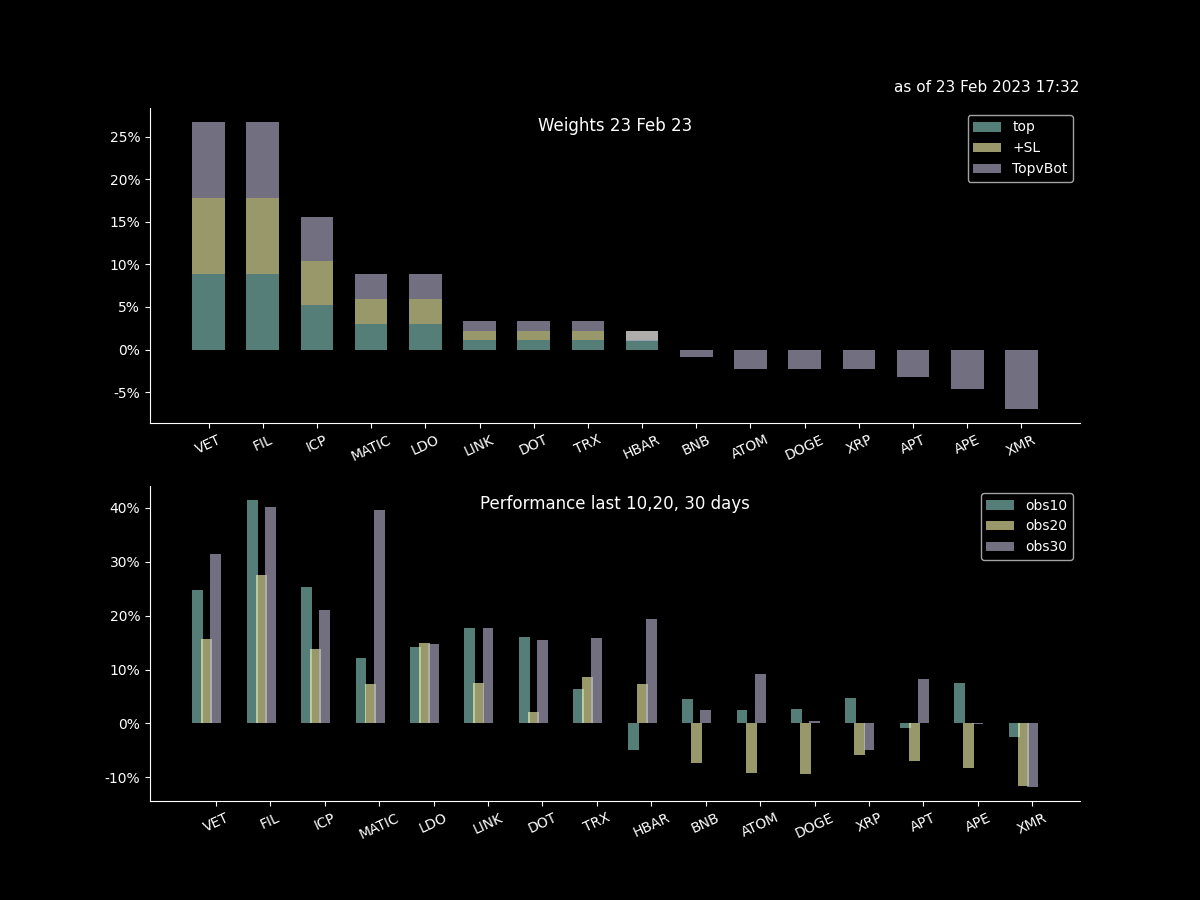 as of 23 Feb 2023 17:32
Weights 23 Feb 23
top
+SL
TopvBot
25%
20%
15%
10%
5%
0%
-5%
VET FIL ICP MATIC LDO LINK DOT TRX HBAR BNB ATOM DOGE XRP APT APE XMR
Performance last 10,20, 30 days
obs10
obs20
obs30
40%
30%
20%
10%
0%
-10%
VET FIL ICP MATIC LDO LINK DOT TRX HBAR BNB ATOM DOGE XRP APT APE XMR